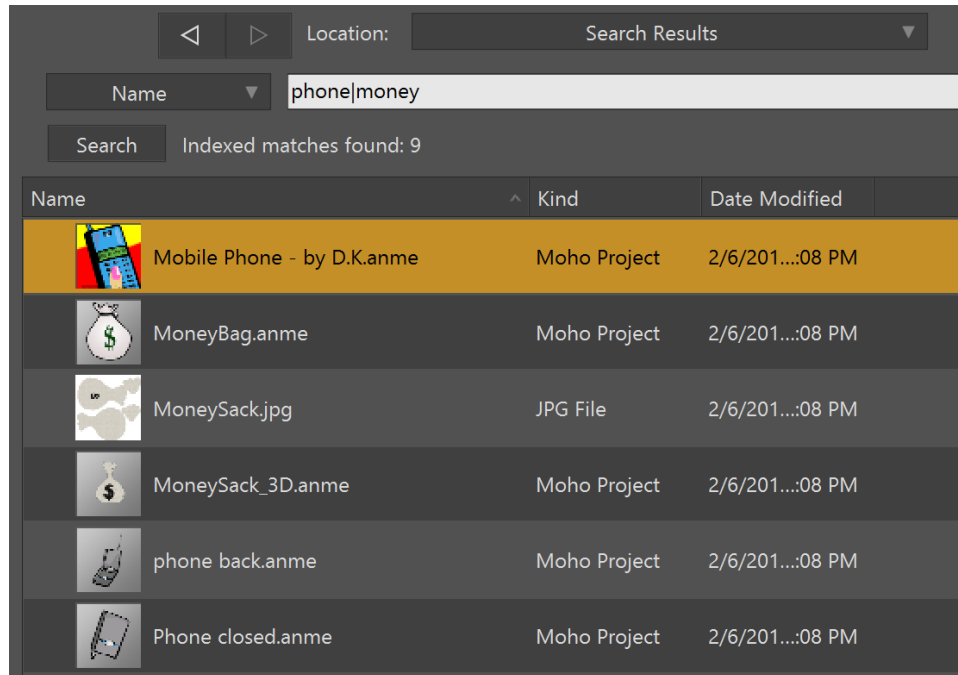 Location: Search Results
Name phone|money
Search Indexed matches found: 9
Name Kind Date Modified
Mobile Phone - by D.K.anme Moho Project 2/6/201...:08 PM
$ MoneyBag.anme Moho Project 2/6/201...:08 PM
MoneySack.jpg JPG File 2/6/201...:08 PM
$ MoneySack_3D.anme Moho Project 2/6/201...:08 PM
phone back.anme Moho Project 2/6/201...:08 PM
Phone closed.anme Moho Project 2/6/201...:08 PM